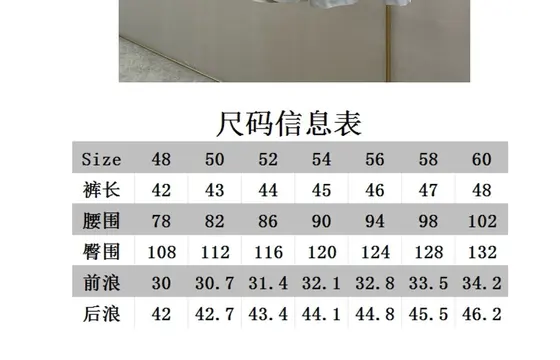 尺码信息表
Size 48 50 52 54 56 58 60
裤长 42 43 44 45 46 47 48
腰围 78 82 86 90 94 98 102
臀围 108 112 116 120 124 128 132
前浪 30 30.7 31.4 32.1 32.8 33.5 34.2
后浪 42 42.7 43.4 44.1 44.8 45.5 46.2